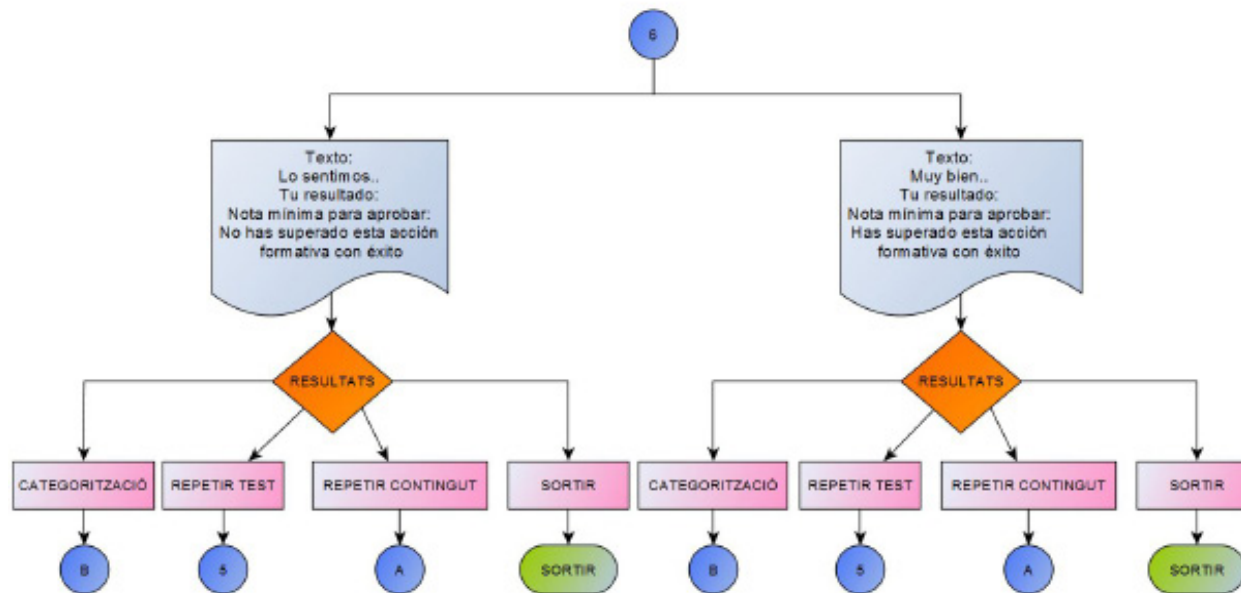 6
Texto:
Lo sentimos..
Tu resultado:
Nota mínima para aprobar:
No has superado esta acción
formativa con éxito
Texto:
Muy bien..
Tu resultado:
Nota mínima para aprobar:
Has superado esta acción
formativa con éxito
RESULTATS
RESULTATS
CATEGORITZACIÓ
REPETIR TEST
REPETIR CONTINGUT
SORTIR
CATEGORITZACIÓ
REPETIR TEST
REPETIR CONTINGUT
SORTIR
B
5
A
SORTIR
B
5
A
SORTIR